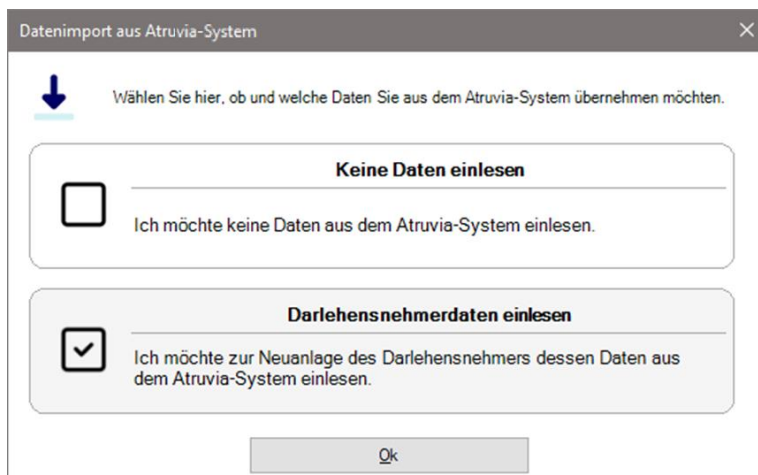 Datenimport aus Atruvia-System
Wählen Sie hier, ob und welche Daten Sie aus dem Atruvia-System übernehmen möchten.
Keine Daten einlesen
Ich möchte keine Daten aus dem Atruvia-System einlesen.
Darlehensnehmerdaten einlesen
Ich möchte zur Neuanlage des Darlehensnehmers dessen Daten aus
dem Atruvia-System einlesen.
Ok